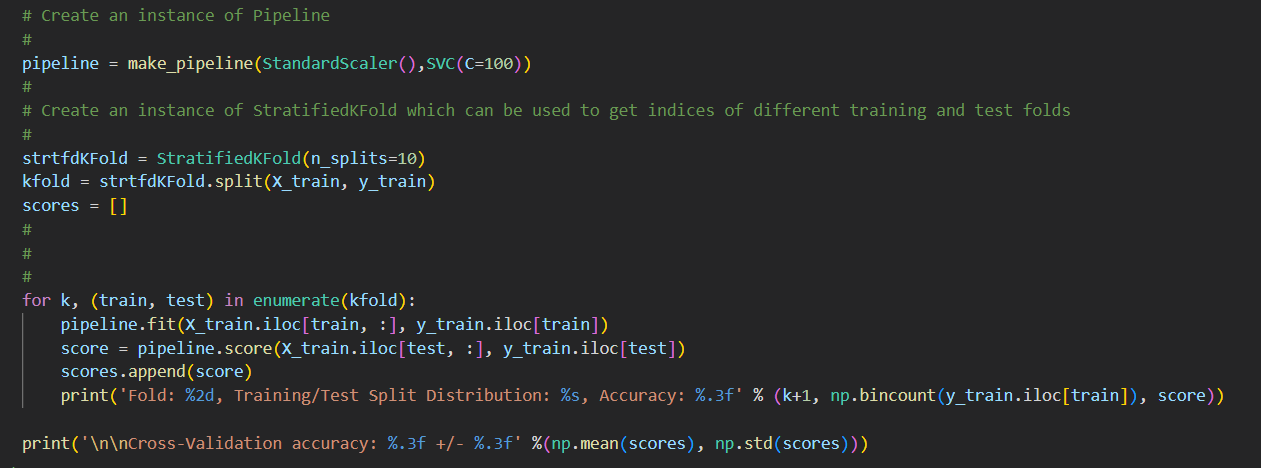 # Create an instance of Pipeline
#
pipeline = make_pipeline(StandardScaler(),SVC(C=100))
#
# Create an instance of StratifiedKFold which can be used to get indices of different training and test folds
#
strtfdKFold = StratifiedKFold(n_splits=10)
kfold = strtfdKFold.split(X_train, y_train)
scores = []
#
#
#
for k, (train, test) in enumerate(kfold):
    pipeline.fit(X_train.iloc[train, :], y_train.iloc[train])
    score = pipeline.score(X_train.iloc[test, :], y_train.iloc[test])
    scores.append(score)
    print('Fold: %2d, Training/Test Split Distribution: %s, Accuracy: %.3f' % (k+1, np.bincount(y_train.iloc[train]), score))
print('\n\nCross-Validation accuracy: %.3f +/- %.3f' %(np.mean(scores), np.std(scores)))